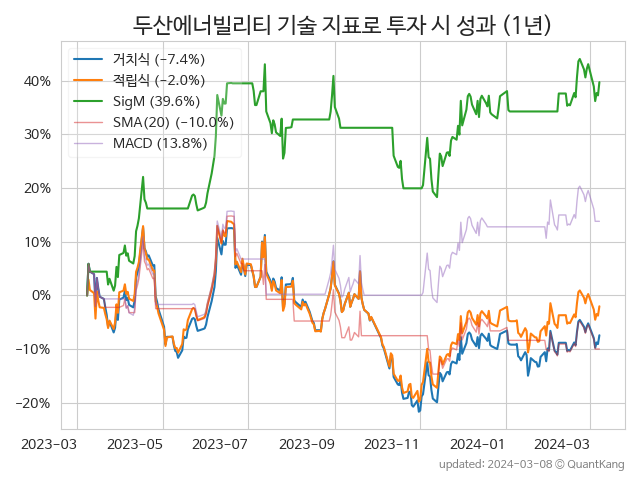 두산에너빌리티 기술 지표로 투자 시 성과 (1년)
거치식 (−7.4%)
적립식 (−2.0%)
SigM (39.6%)
SMA(20) (−10.0%)
MACD (13.8%)
40%
30%
20%
10%
0%
−10%
−20%
2023-03 2023-05 2023-07 2023-09 2023-11 2024-01 2024-03
updated: 2024-03-08 © QuantKang